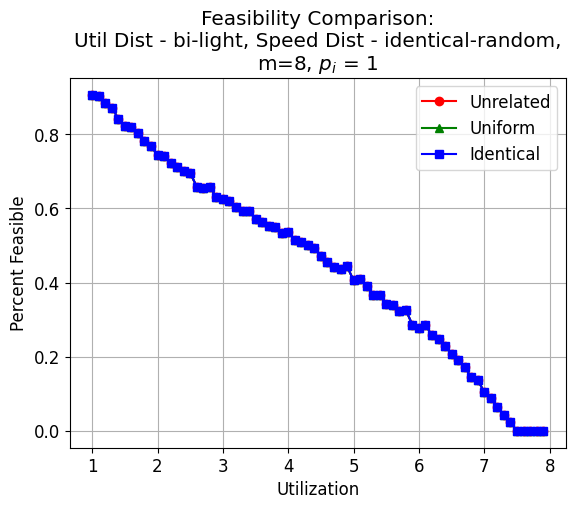 Feasibility Comparison:
Util Dist - bi-light, Speed Dist - identical-random,
m=8, $p_i$ = 1
Unrelated
Uniform
Identical
Percent Feasible
0.8
0.6
0.4
0.2
0.0
1 2 3 4 5 6 7 8
Utilization